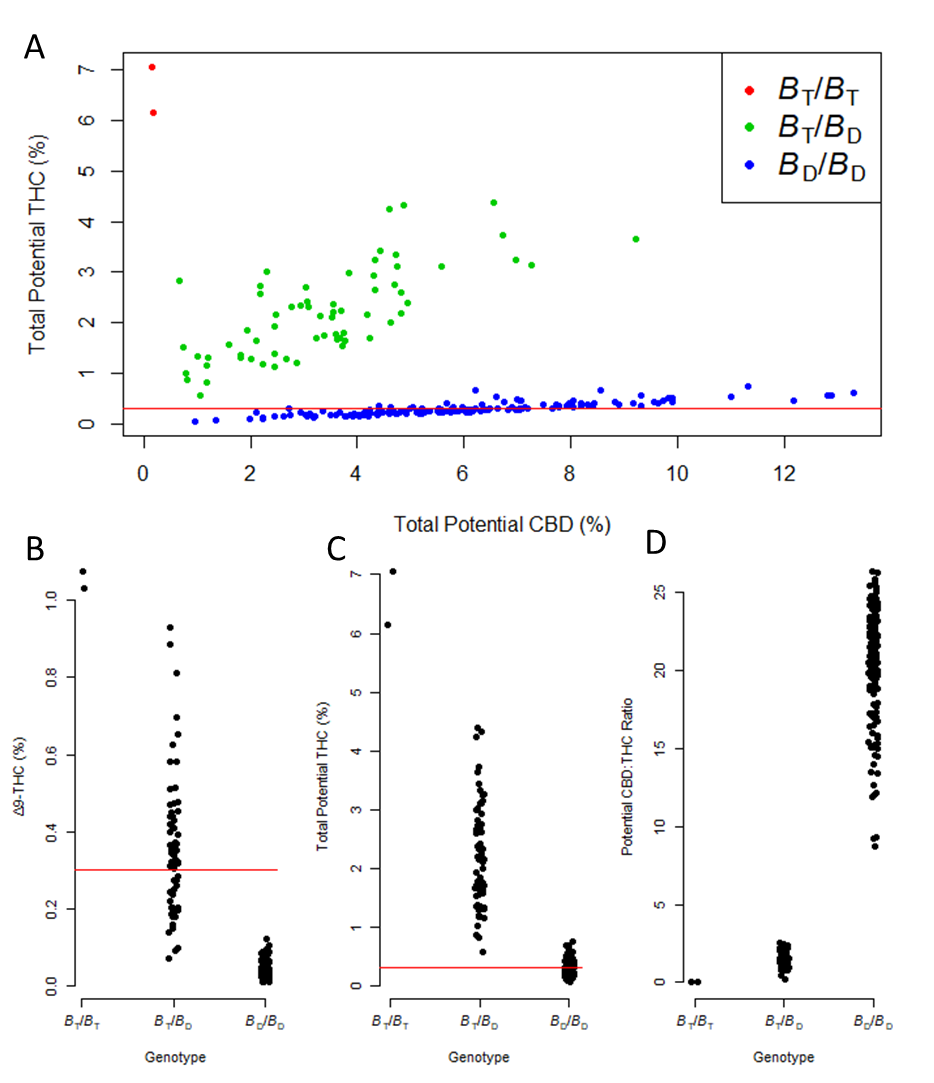 A
Total Potential THC (%)
7
6
5
4
3
2
1
0
0 2 4 6 8 10 12
Total Potential CBD (%)
BT/BT
BT/BD
BD/BD
B
Δ9-THC (%)
1.0
0.8
0.6
0.4
0.2
0.0
BT/BT BT/BD BD/BD
Genotype
C
Total Potential THC (%)
7
6
5
4
3
2
1
0
BT/BT BT/BD BD/BD
Genotype
D
Potential CBD:THC Ratio
25
20
15
10
5
0
BT/BT BT/BD BD/BD
Genotype